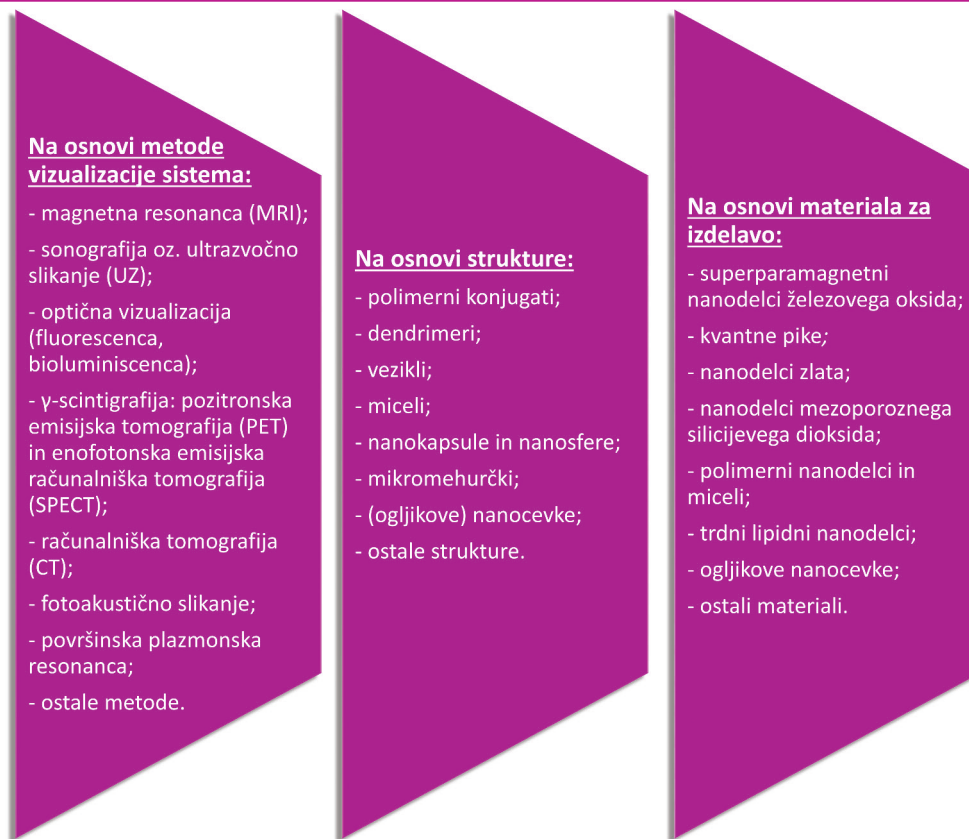 Na osnovi metode
vizualizacije sistema:
- magnetna resonanca (MRI);
- sonografija oz. ultrazvočno
slikanje (UZ);
- optična vizualizacija
(fluorescenca,
bioluminiscenca);
- γ-scintigrafija: pozitronska
emisijska tomografija (PET)
in enofotonska emisijska
računalniška tomografija
(SPECT);
- računalniška tomografija
(CT);
- fotoakustično slikanje;
- površinska plazmonska
resonanca;
- ostale metode.
Na osnovi strukture:
- polimerni konjugati;
- dendrimeri;
- vezikli;
- miceli;
- nanokapsule in nanosfere;
- mikromehurčki;
- (ogljikove) nanocevke;
- ostale strukture.
Na osnovi materiala za
izdelavo:
- superparamagnetni
nanodelci železovega oksida;
- kvantne pike;
- nanodelci zlata;
- nanodelci mezoporoznega
silicijevega dioksida;
- polimerni nanodelci in
miceli;
- trdni lipidni nanodelci;
- ogljikove nanocevke;
- ostali materiali.